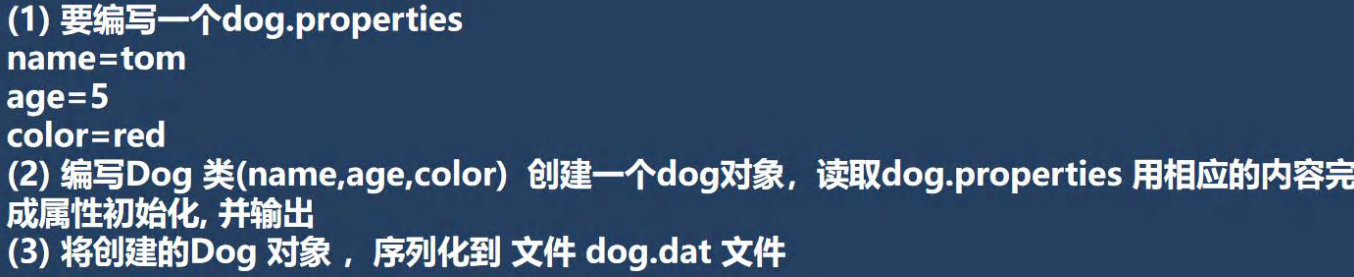 (1) 要编写一个dog.properties
name=tom
age=5
color=red
(2) 编写Dog 类(name,age,color)  创建一个dog对象，读取dog.properties 用相应的内容完
成属性初始化, 并输出
(3) 将创建的Dog 对象 ，序列化到 文件 dog.dat 文件